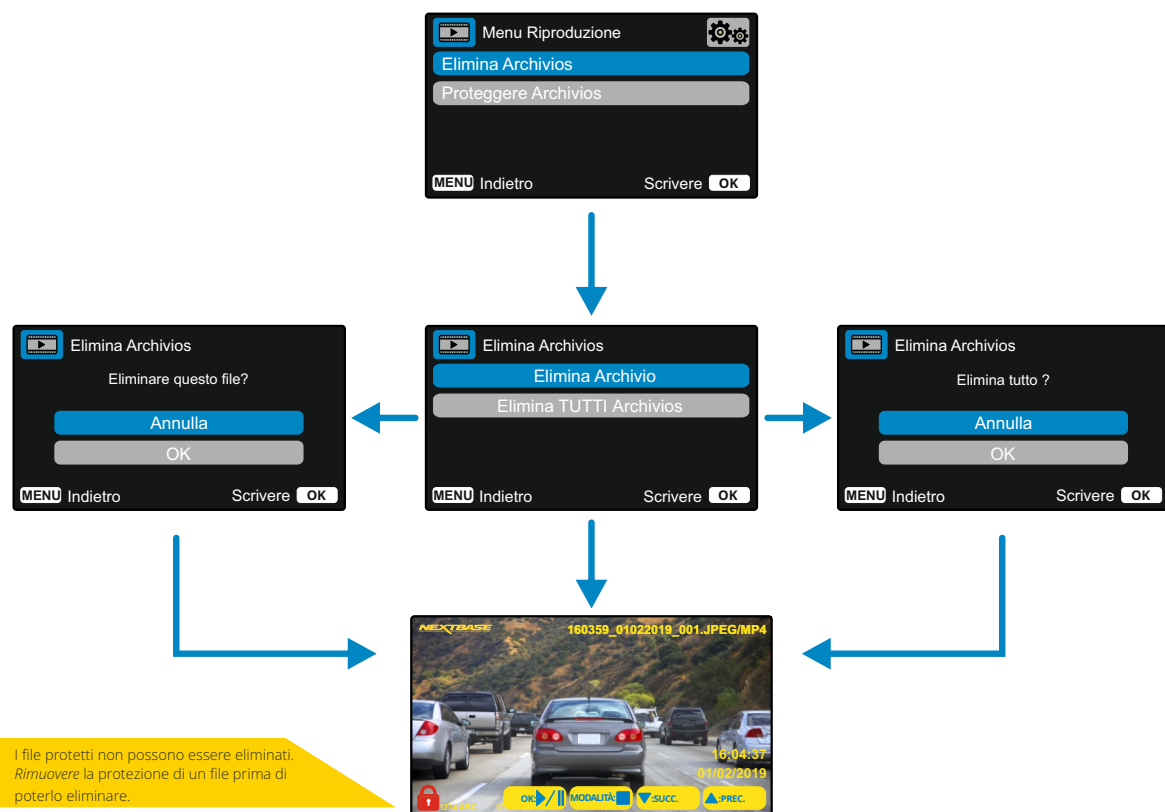 Menu Riproduzione
Elimina Archivios
Proteggere Archivios
MENU Indietro Scrivere OK
Elimina Archivios
Eliminare questo file?
Annulla
OK
MENU Indietro Scrivere OK
Elimina Archivios
Elimina Archivio
Elimina TUTTI Archivios
MENU Indietro Scrivere OK
Elimina Archivios
Elimina tutto ?
Annulla
OK
MENU Indietro Scrivere OK
NEXTBASE 160359_01022019_001.JPEG/MP4
16:04:37
01/02/2019
OK: MODALITÀ: :SUCC. :PREC.
I file protetti non possono essere eliminati.
Rimuovere la protezione di un file prima di
poterlo eliminare.